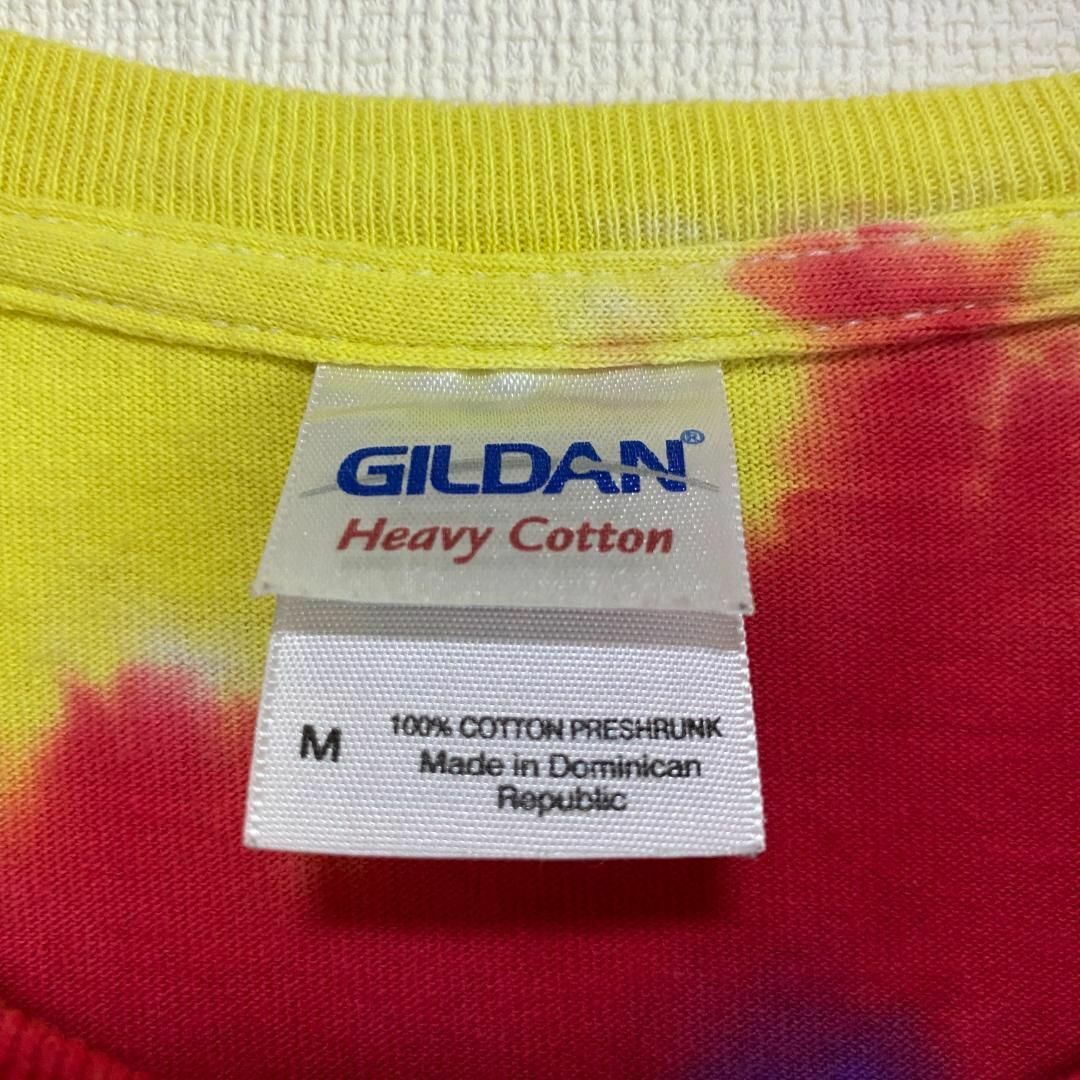 GILDAN®
Heavy Cotton
M
100% COTTON PRESHRUNK
Made in Dominican
Republic